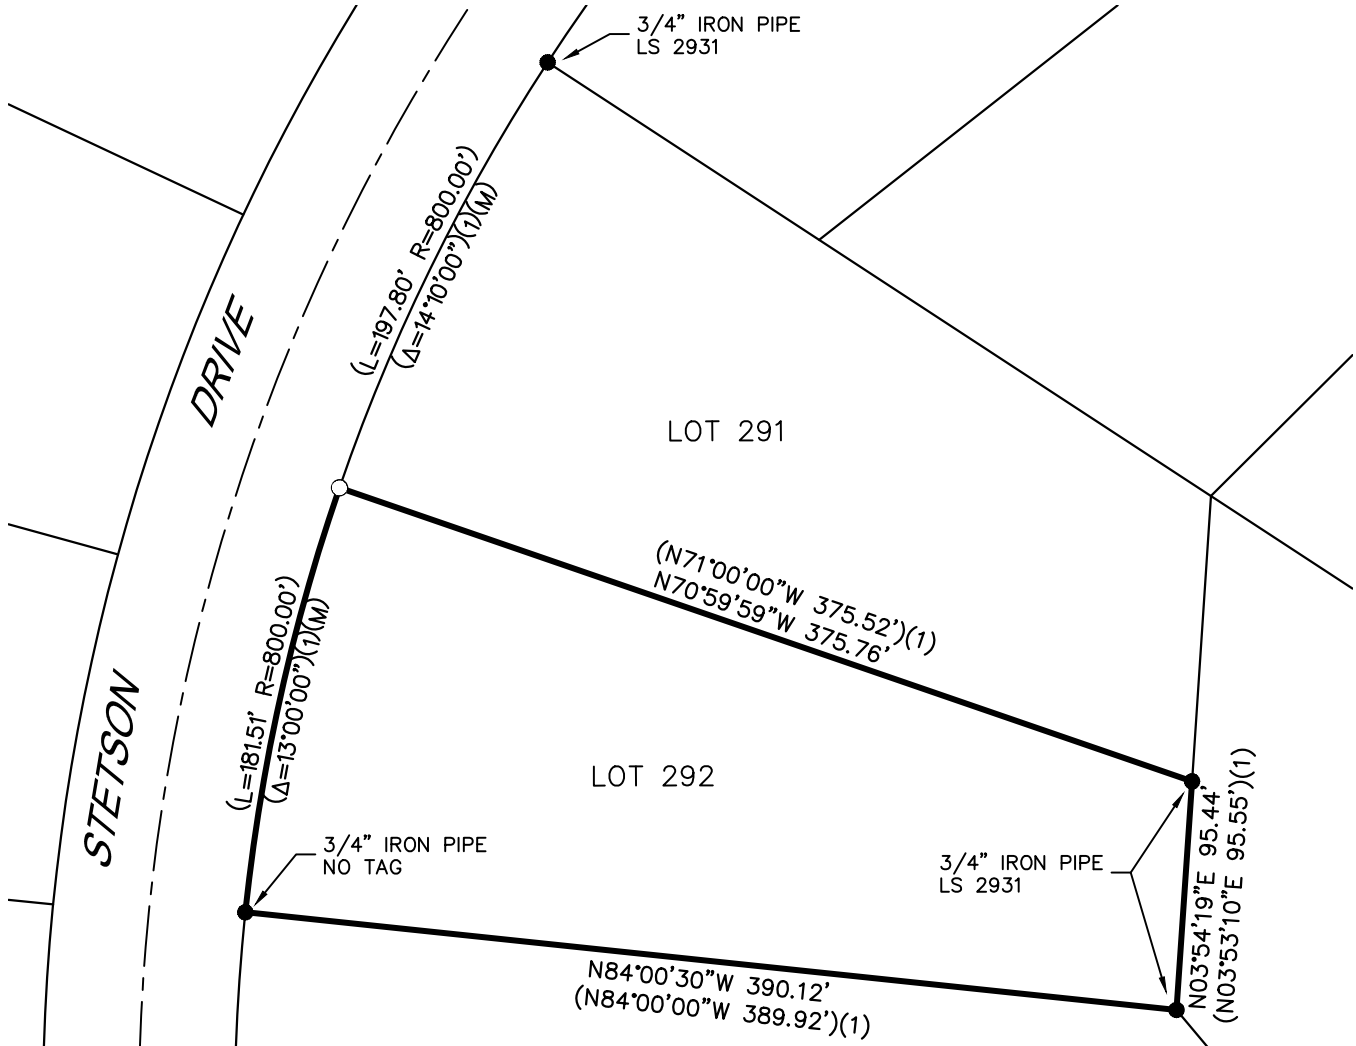 3/4” IRON PIPE
LS 2931
(L=197.80’ R=800.00’)
(Δ=14°10’00”)(1)(M)
DRIVE
LOT 291
(N71°00’00”W 375.52’)(1)
N70°59’59”W 375.76’
(L=181.51’ R=800.00’)
(Δ=13°00’00”)(1)(M)
STETSON
LOT 292
3/4” IRON PIPE
NO TAG
3/4” IRON PIPE
LS 2931
N03°54’19”E 95.44’
(N03°53’10”E 95.55’)(1)
N84°00’30”W 390.12’
(N84°00’00”W 389.92’)(1)